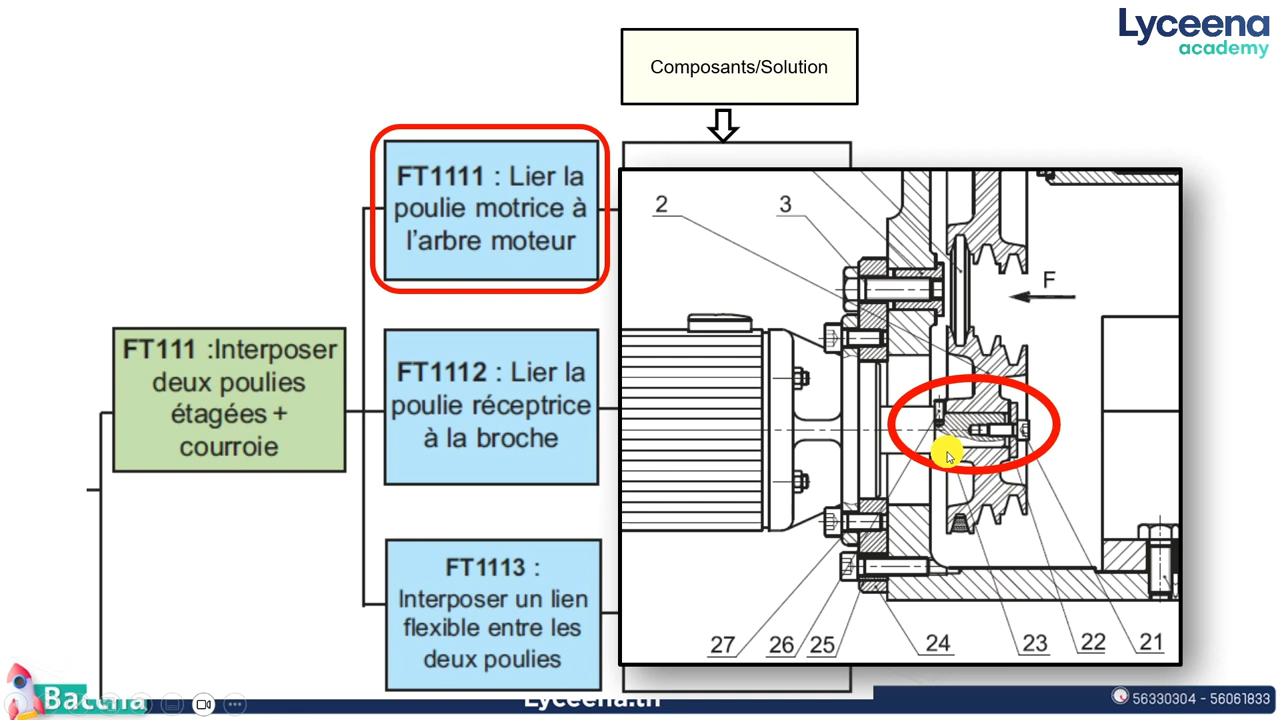 Lyceena
academy
Composants/Solution
FT1111 : Lier la
poulie motrice à
l'arbre moteur
FT111 :Interposer
deux poulies
étagées +
courroie
FT1112 : Lier la
poulie réceptrice
à la broche
FT1113 :
Interposer un lien
flexible entre les
deux poulies
2
3
F
27
26
25
24
23
22
21
Lyceena.tn
56330304 - 56061833